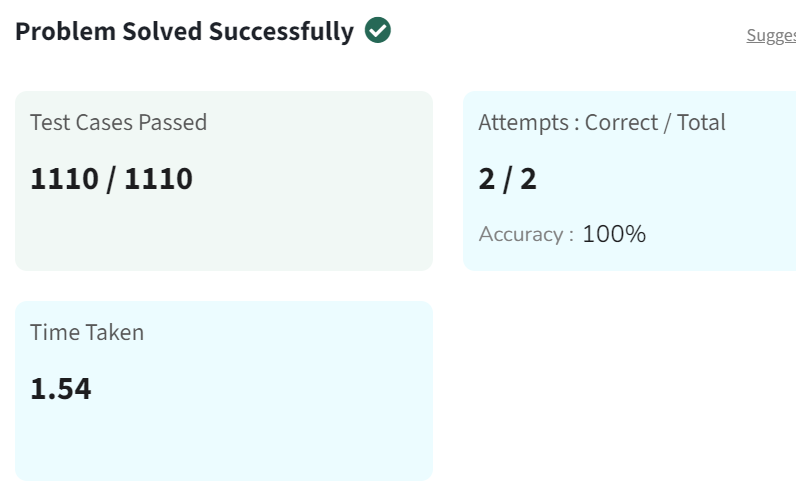 Problem Solved Successfully
Test Cases Passed
1110 / 1110
Attempts : Correct / Total
2 / 2
Accuracy : 100%
Time Taken
1.54